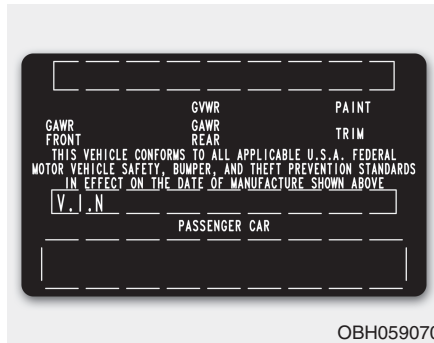 GVWR PAINT
GAWR FRONT GAWR REAR TRIM
THIS VEHICLE CONFORMS TO ALL APPLICABLE U.S.A. FEDERAL
MOTOR VEHICLE SAFETY, BUMPER, AND THEFT PREVENTION STANDARDS
IN EFFECT ON THE DATE OF MANUFACTURE SHOWN ABOVE
V.I.N
PASSENGER CAR
OBH059070